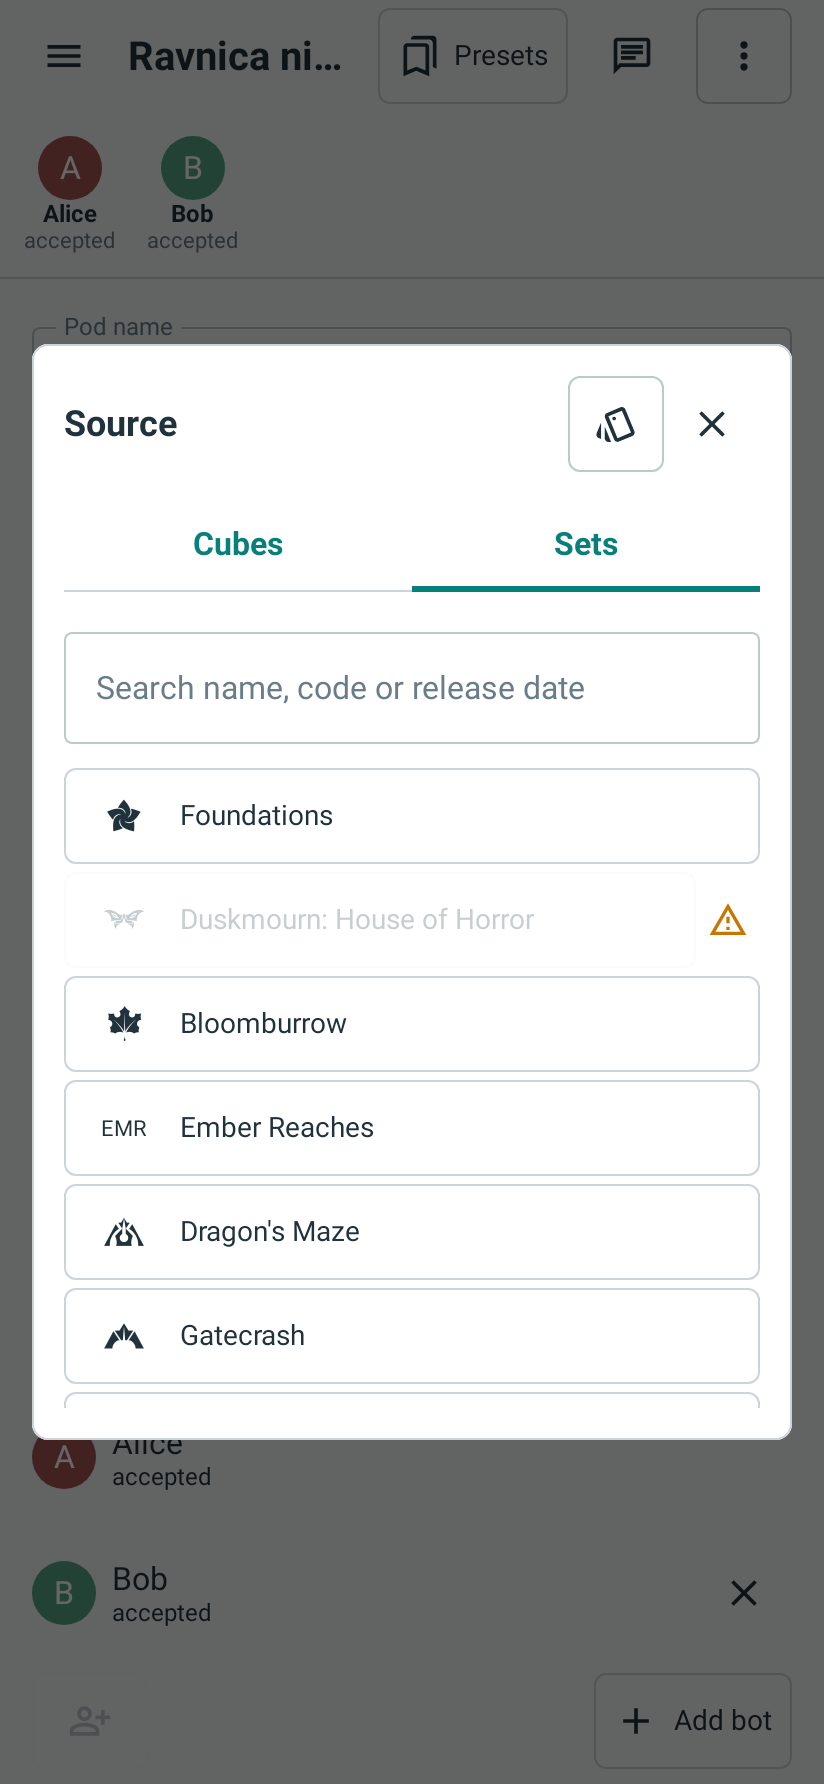 Ravnica ni...
Presets
A
B
Alice
Bob
accepted
accepted
Pod name
Source
Cubes
Sets
Search name, code or release date
Foundations
Duskmourn: House of Horror
Bloomburrow
EMR
Ember Reaches
Dragon's Maze
Gatecrash
A
Alice
accepted
B
Bob
accepted
Add bot